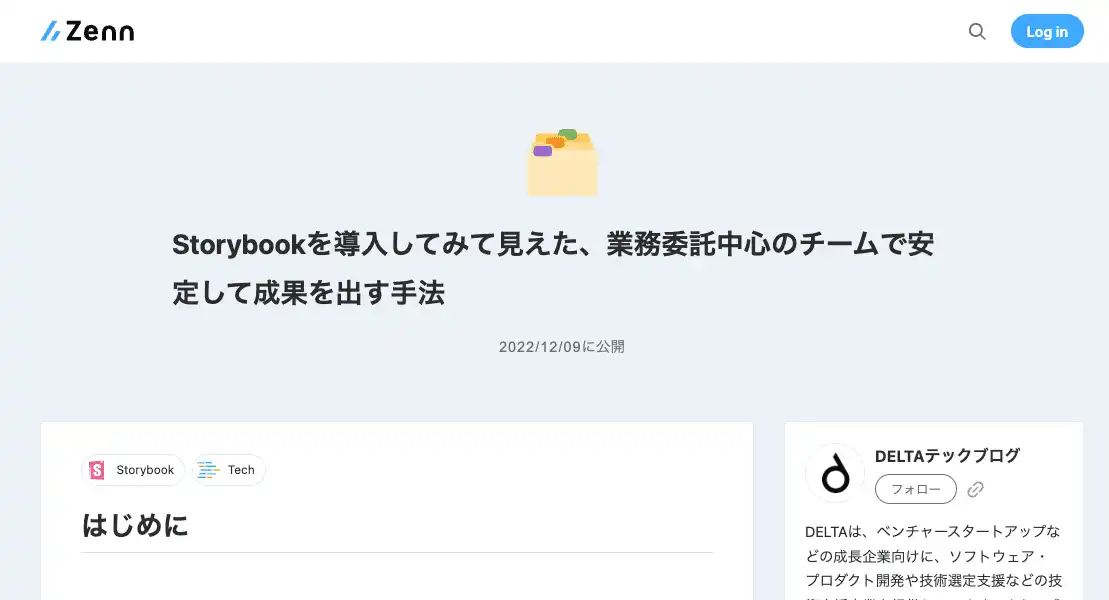 Zenn
Log in
Storybookを導入してみて見えた、業務委託中心のチームで安
定して成果を出す手法
2022/12/09に公開
Storybook
Tech
はじめに
DELTAテックブログ
フォロー
DELTAは、ベンチャースタートアップな
どの成長企業向けに、ソフトウェア・
プロダクト開発や技術選定支援などの技